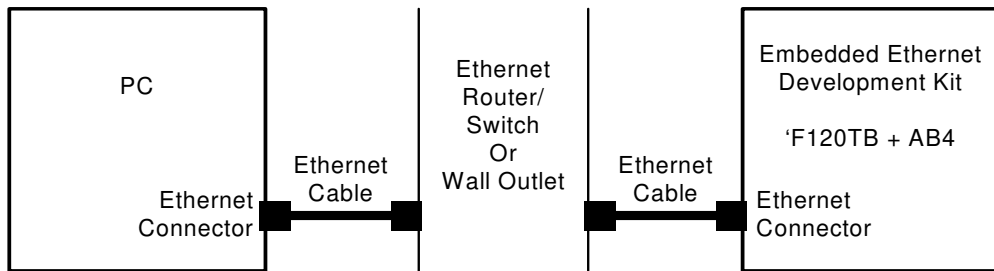 PC
Ethernet
Connector
Ethernet
Cable
Ethernet
Router/
Switch
Or
Wall Outlet
Ethernet
Cable
Embedded Ethernet
Development Kit
‘F120TB + AB4
Ethernet
Connector